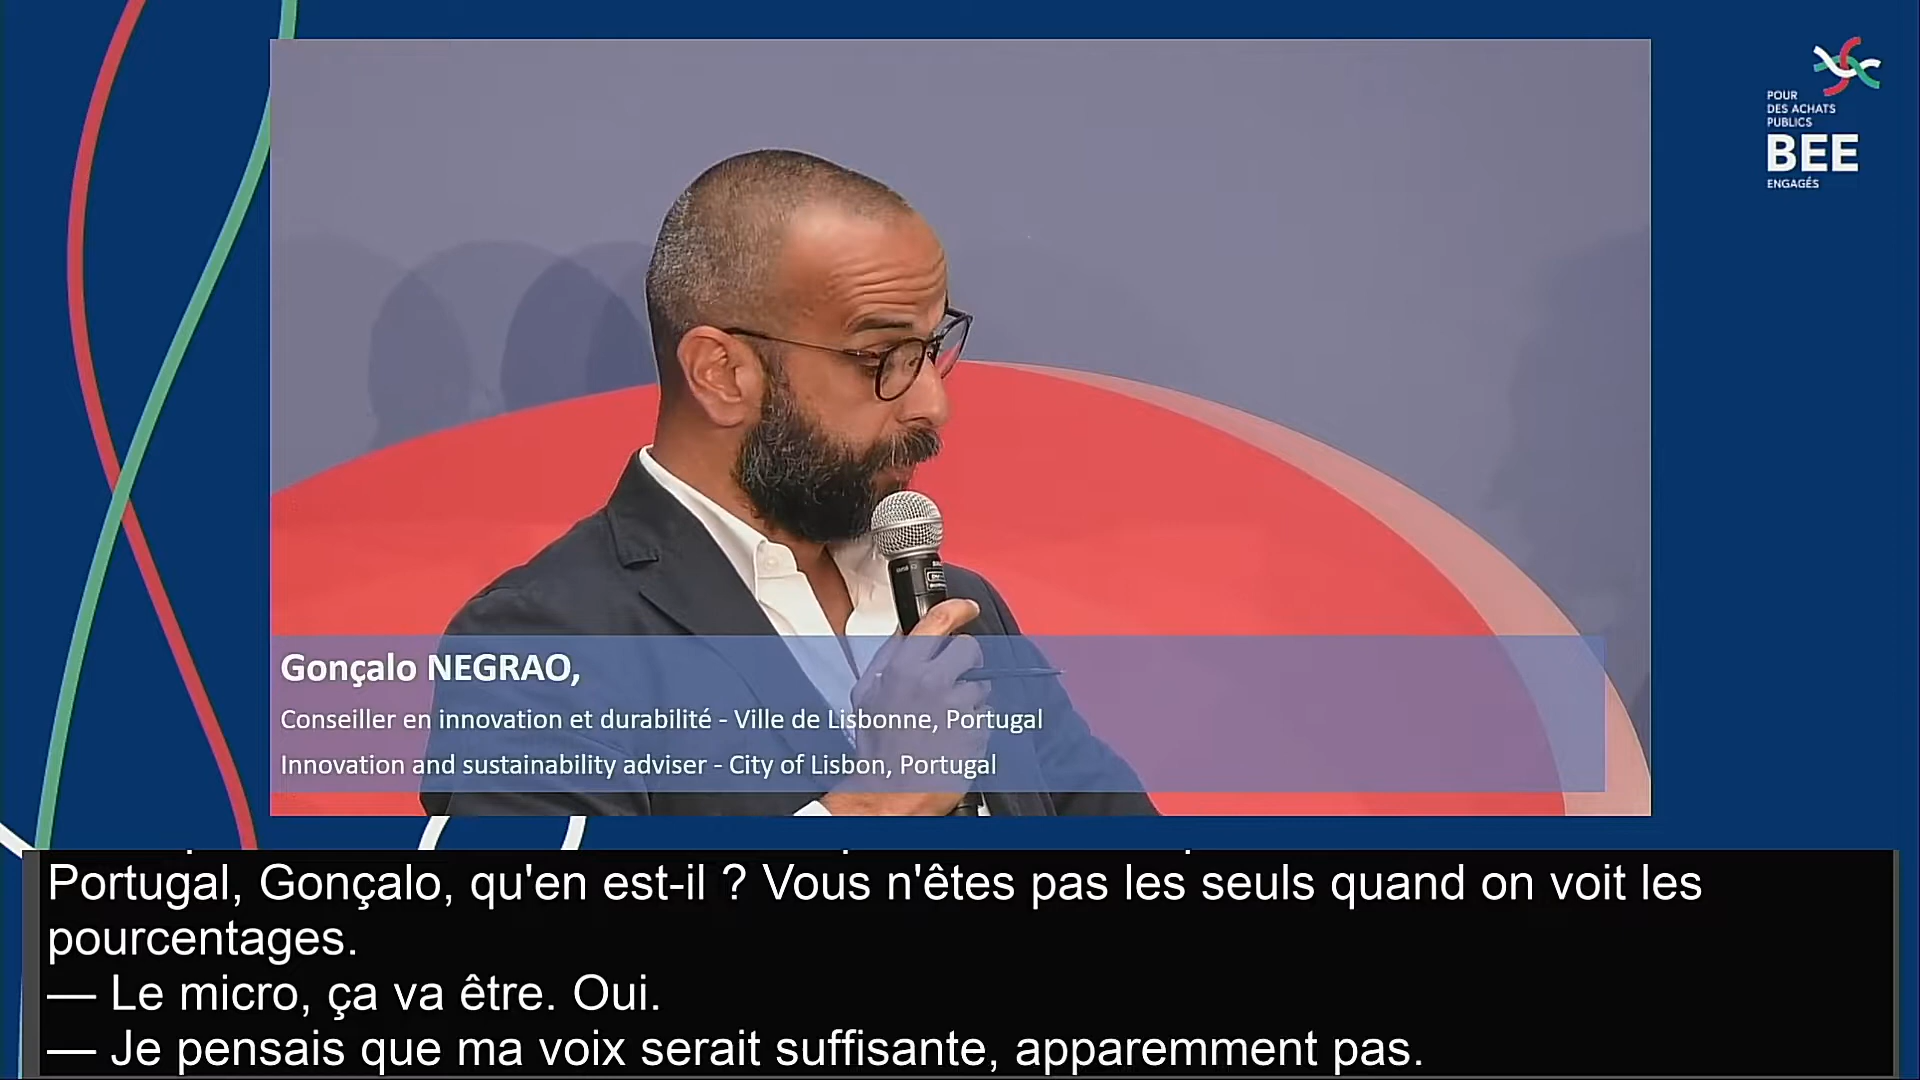 POUR
DES ACHATS
PUBLICS
BEE
ENGAGÉS
Gonçalo NEGRAO,
Conseiller en innovation et durabilité - Ville de Lisbonne, Portugal
Innovation and sustainability adviser - City of Lisbon, Portugal
Portugal, Gonçalo, qu'en est-il ? Vous n'êtes pas les seuls quand on voit les
pourcentages.
— Le micro, ça va être. Oui.
— Je pensais que ma voix serait suffisante, apparemment pas.